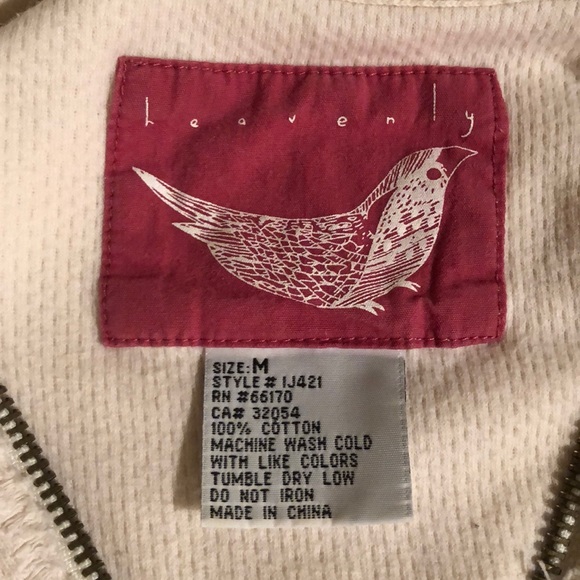 heavenly
SIZE: M
STYLE # IJ421
RN #66170
CA# 32054
100% COTTON
MACHINE WASH COLD
WITH LIKE COLORS
TUMBLE DRY LOW
DO NOT IRON
MADE IN CHINA